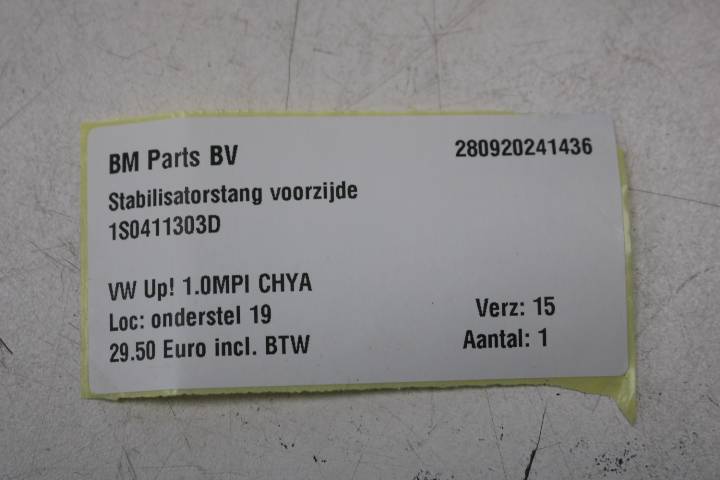 BM Parts BV 280920241436
Stabilisatorstang voorzijde
1S0411303D
VW Up! 1.0MPI CHYA
Loc: onderstel 19 Verz: 15
29.50 Euro incl. BTW Aantal: 1